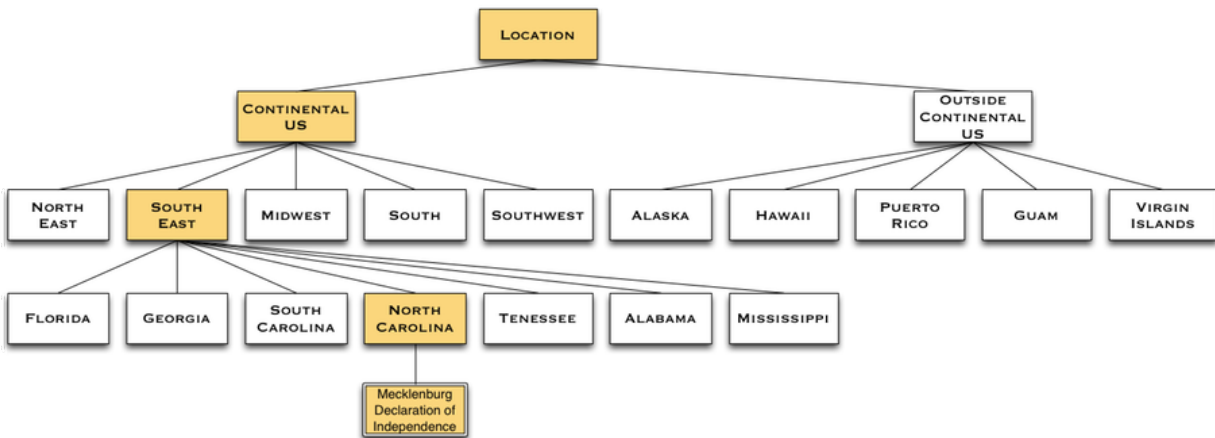 LOCATION
CONTINENTAL
US
OUTSIDE
CONTINENTAL
US
NORTH
EAST
SOUTH
EAST
MIDWEST
SOUTH
SOUTHWEST
ALASKA
HAWAII
PUERTO
RICO
GUAM
VIRGIN
ISLANDS
FLORIDA
GEORGIA
SOUTH
CAROLINA
NORTH
CAROLINA
TENESSEE
ALABAMA
MISSISSIPPI
Mecklenburg
Declaration of
Independence